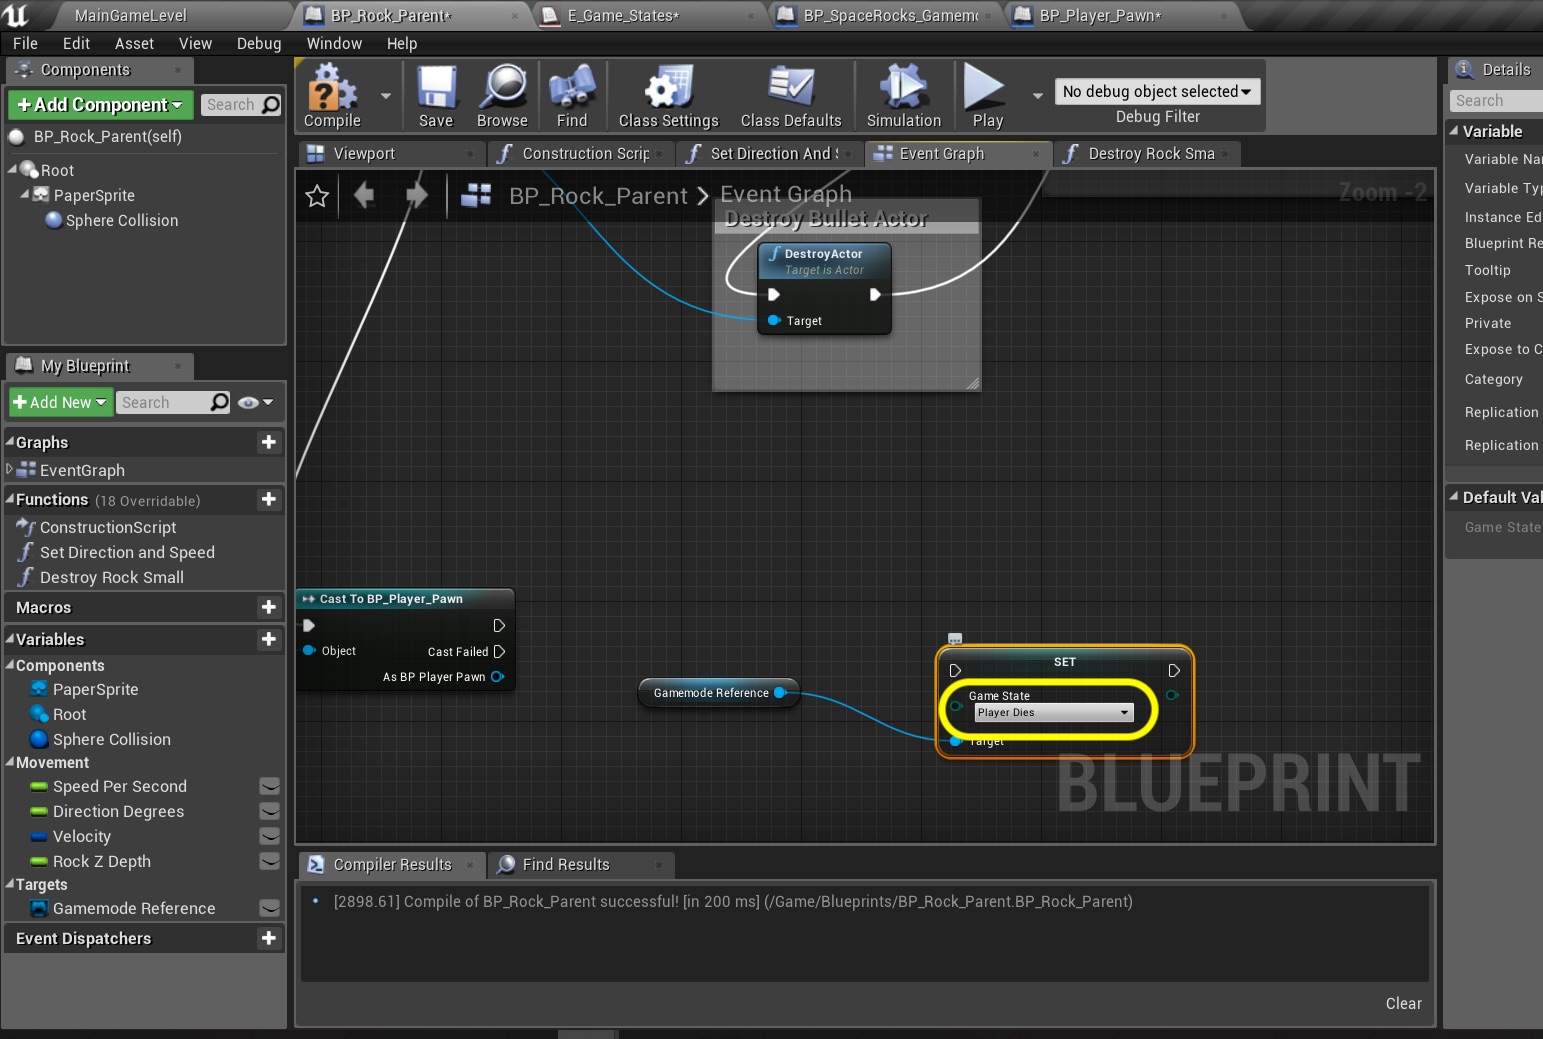 MainGameLevel
BP_Rock_Parent*
E_Game_States*
BP_SpaceRocks_Gamem
BP_Player_Pawn*
File Edit Asset View Debug Window Help
Components
Details
+Add Component
Search
Search
Compile
Save
Browse
Find
Class Settings
Class Defaults
Simulation
Play
No debug object selected
Debug Filter
BP_Rock_Parent(self)
Root
PaperSprite
Sphere Collision
Viewport
Construction Scrip
Set Direction And
Event Graph
Destroy Rock Sma
BP_Rock_Parent > Event Graph
Zoom -2
Destroy Bullet Actor
DestroyActor
Target is Actor
Target
My Blueprint
+Add New
Search
Graphs
EventGraph
Functions (18 Overridable)
ConstructionScript
Set Direction and Speed
Destroy Rock Small
Macros
Variables
Components
PaperSprite
Root
Sphere Collision
Movement
Speed Per Second
Direction Degrees
Velocity
Rock Z Depth
Targets
Gamemode Reference
Event Dispatchers
Cast To BP_Player_Pawn
Object
Cast Failed
As BP Player Pawn
Gamemode Reference
SET
Game State
Player Dies
Target
BLUEPRINT
Compiler Results
Find Results
[2898.61] Compile of BP_Rock_Parent successful! [in 200 ms] (/Game/Blueprints/BP_Rock_Parent.BP_Rock_Parent)
Clear
Variable
Variable Na
Variable Typ
Instance Ed
Blueprint Re
Tooltip
Expose on S
Private
Expose to C
Category
Replication
Replication
Default Val
Game State